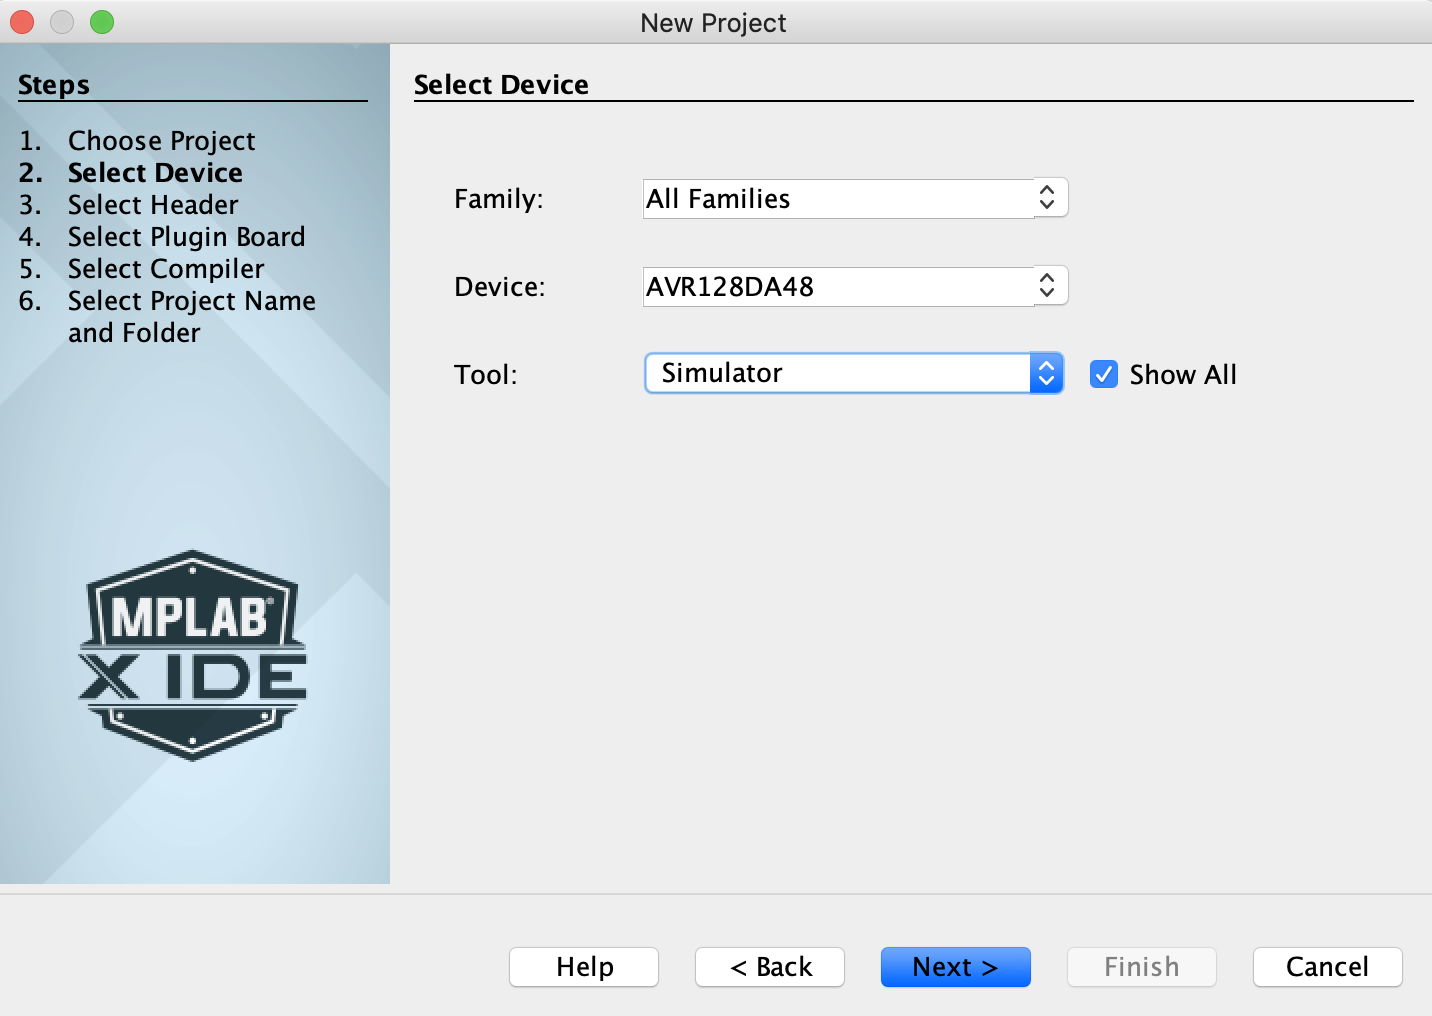 New Project
Steps
1. Choose Project
2. Select Device
3. Select Header
4. Select Plugin Board
5. Select Compiler
6. Select Project Name
and Folder
MPLAB®
X IDE
Select Device
Family: All Families
Device: AVR128DA48
Tool: Simulator Show All
Help < Back Next > Finish Cancel